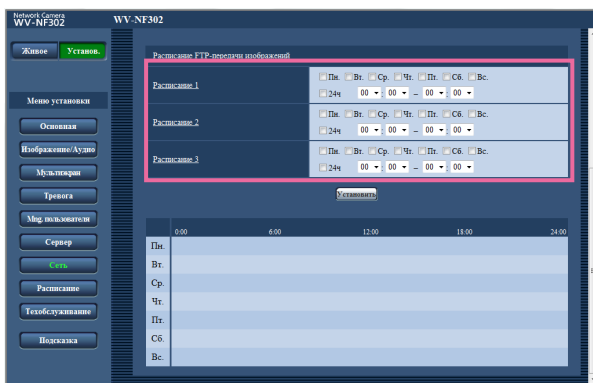 Network Camera
WV-NF302
WV-NF302
Живое
Установ.
Меню установки
Основная
Изображение/Аудио
Мультиэкран
Тревога
Mng. пользователя
Сервер
Сеть
Расписание
Техобслуживание
Подсказка
Расписание FTP-передачи изображений
Расписание 1
Пн. Вт. Ср. Чт. Пт. Сб. Вс.
24ч 00 : 00 – 00 : 00
Расписание 2
Пн. Вт. Ср. Чт. Пт. Сб. Вс.
24ч 00 : 00 – 00 : 00
Расписание 3
Пн. Вт. Ср. Чт. Пт. Сб. Вс.
24ч 00 : 00 – 00 : 00
Установить
0:00 6:00 12:00 18:00 24:00
Пн.
Вт.
Ср.
Чт.
Пт.
Сб.
Вс.